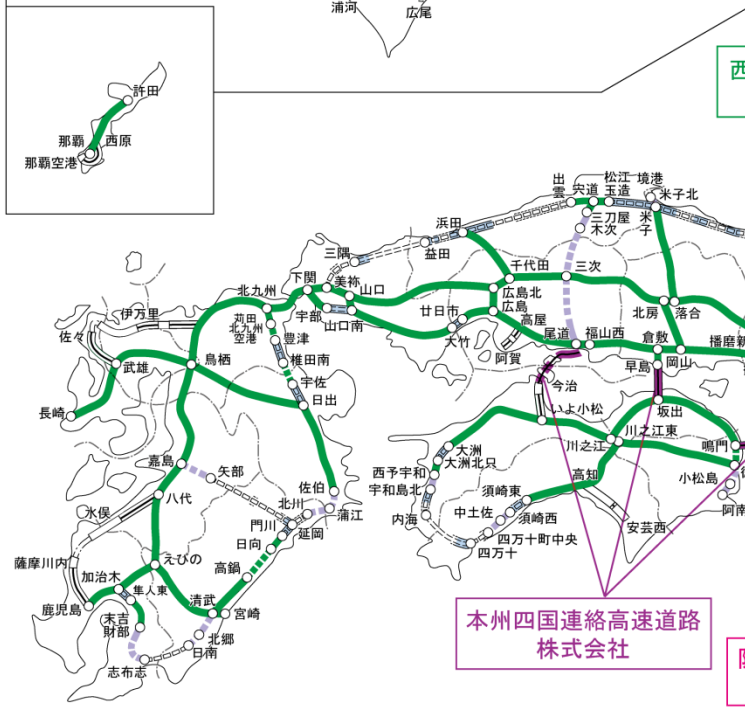 浦河
広尾
西
許田
那覇
西原
那覇空港
出雲
宍道
松江玉造
境港
米子北
米子
三刀屋木次
浜田
益田
三隅
千代田
三次
下関
美祢
山口
北九州
宇部
山口南
広島北
広島
廿日市
大竹
高屋
阿賀
北房
落合
尾道
福山西
倉敷
岡山
播磨新
早島
伊万里
佐々
武雄
鳥栖
長崎
苅田北九州空港
豊津
椎田南
宇佐
日出
今治
いよ小松
坂出
川之江
川之江東
鳴門
小松島
阿南
徳
大洲
大洲北只
西予宇和
宇和島北
内海
高知
須崎東
須崎西
中土佐
四万十町中央
四万十
安芸西
嘉島
矢部
八代
水俣
佐伯
蒲江
北川
延岡
門川
日向
高鍋
薩摩川内
えびの
加治木
隼人東
鹿児島
末吉財部
清武
宮崎
北郷
日南
志布志
本州四国連絡高速道路
株式会社